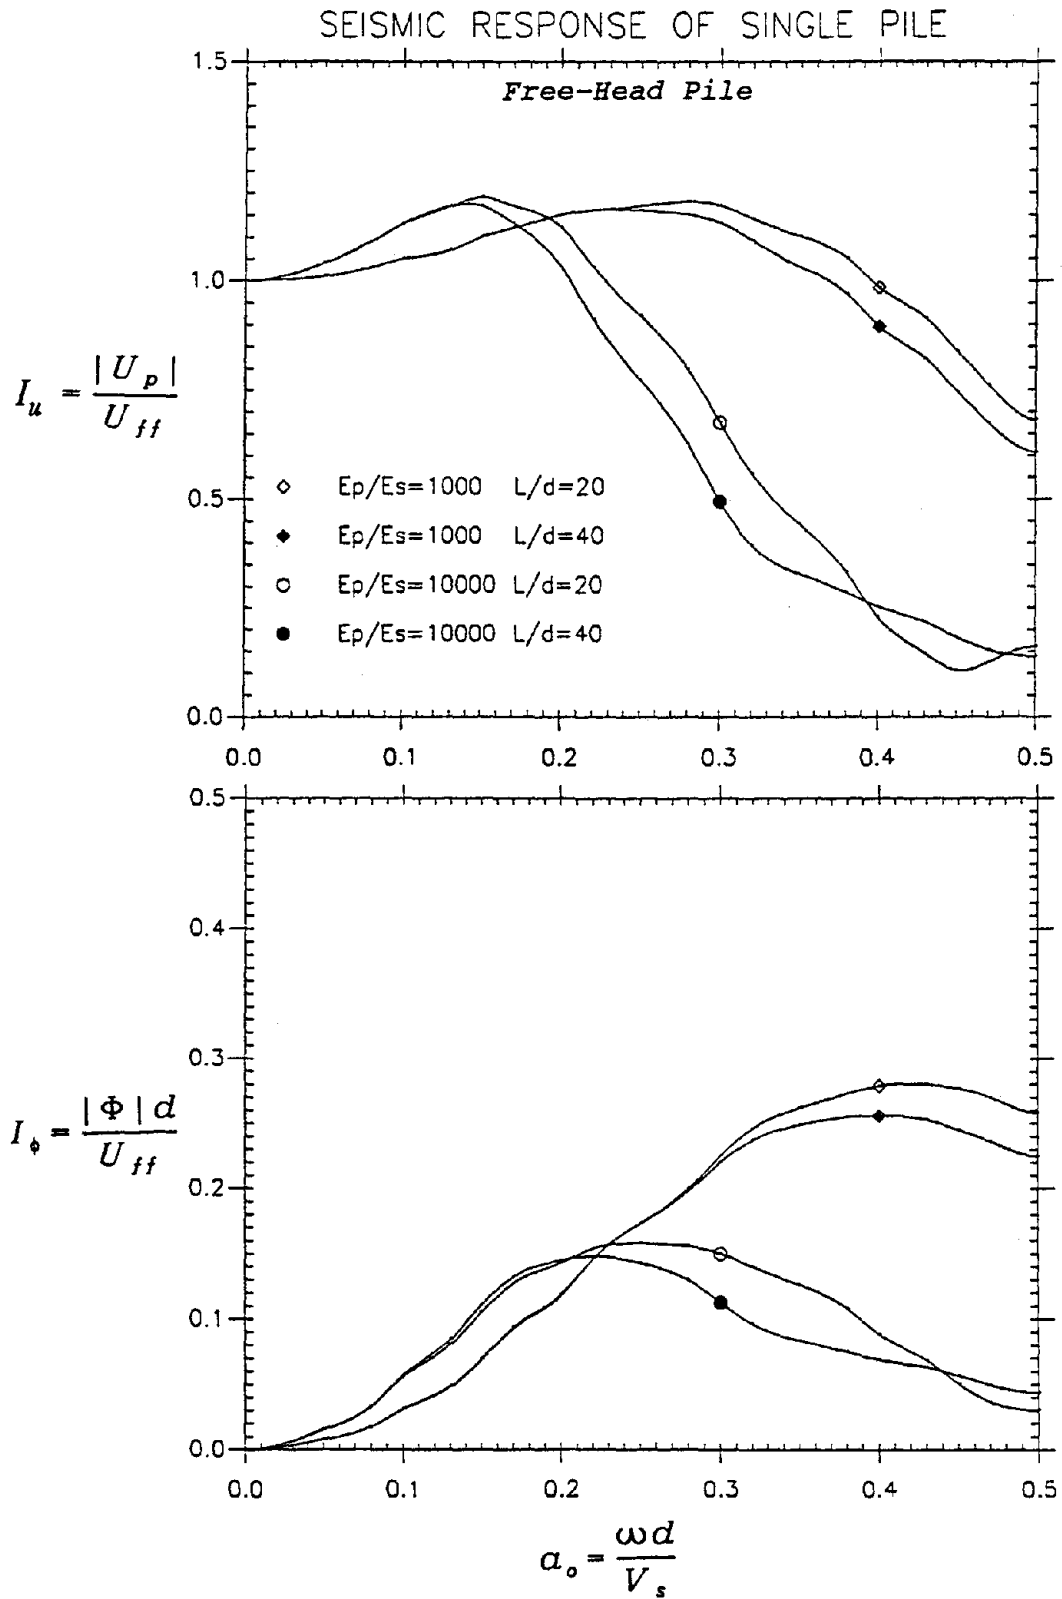 SEISMIC RESPONSE OF SINGLE PILE
1.5
Free-Head Pile
1.0
I_u = |U_p| / U_ff
0.5
Ep/Es=1000 L/d=20
Ep/Es=1000 L/d=40
Ep/Es=10000 L/d=20
Ep/Es=10000 L/d=40
0.0
0.0 0.1 0.2 0.3 0.4 0.5
0.5
0.4
0.3
I_ϕ = |Φ|d / U_ff
0.2
0.1
0.0
0.0 0.1 0.2 0.3 0.4 0.5
a_o = ωd / V_s